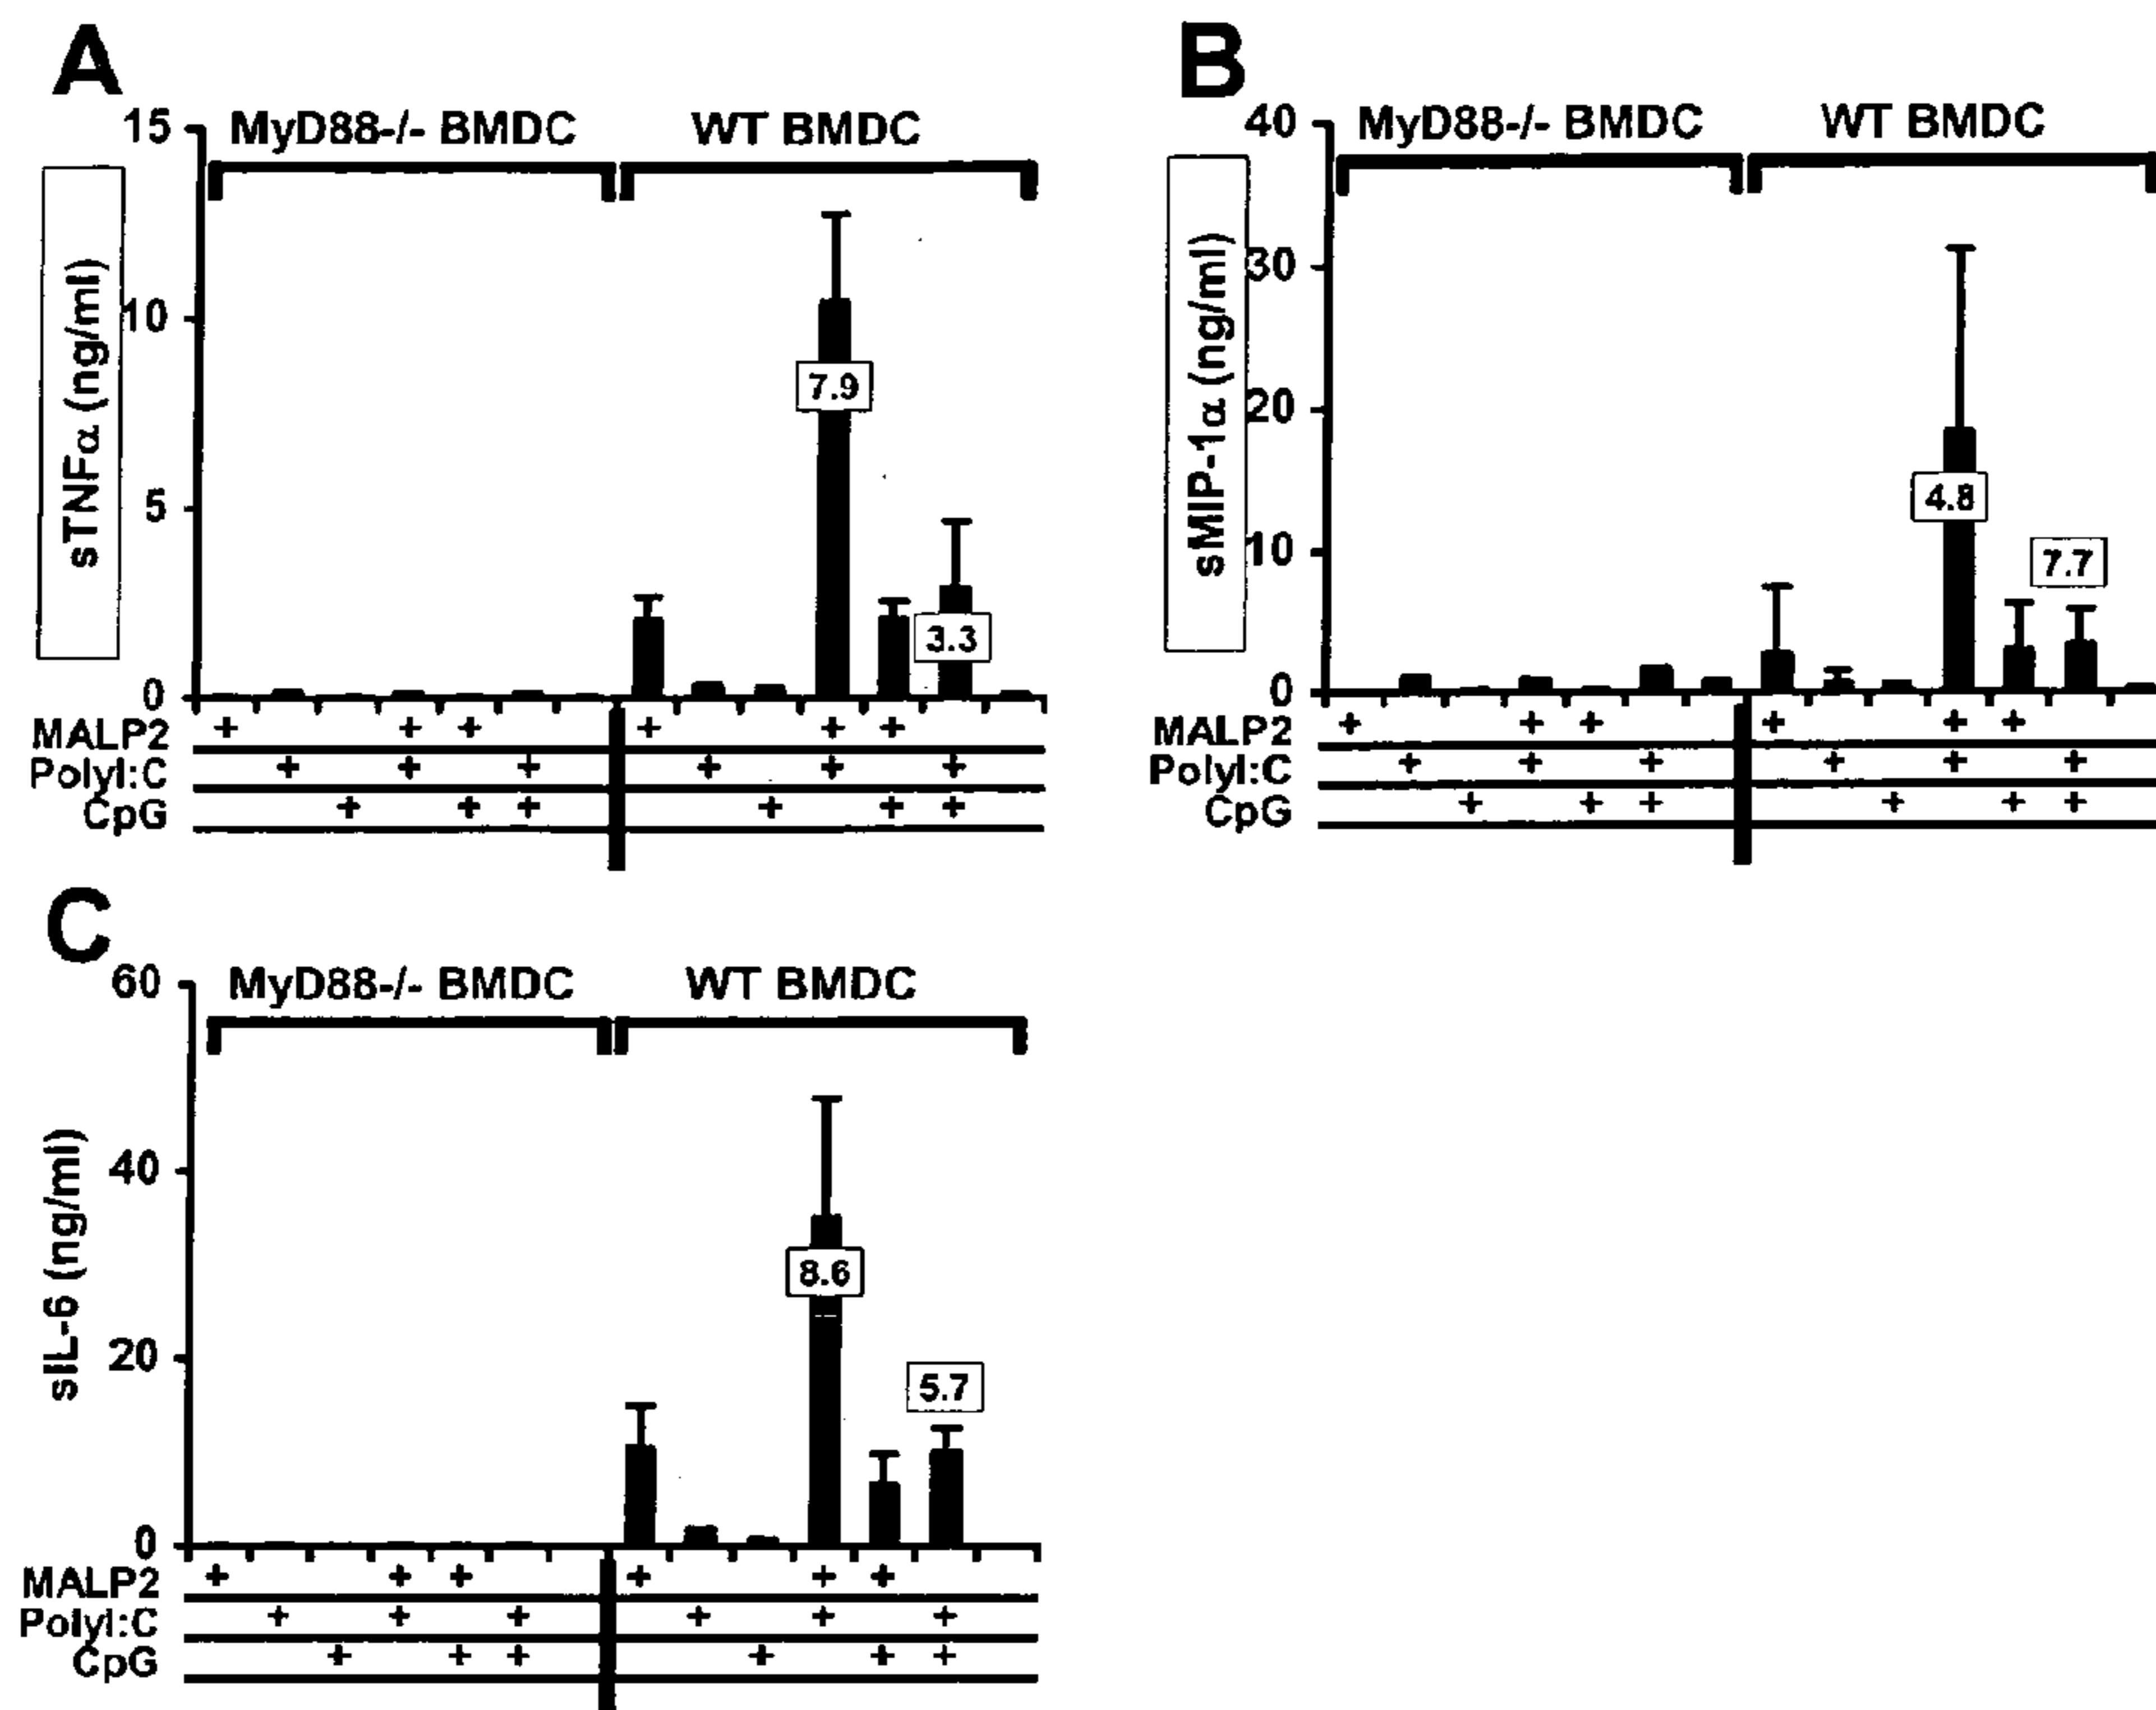 A
15
MyD88-/- BMDC WT BMDC
sTNFα (ng/ml)
10
7.9
5
3.3
0
MALP2 + + + + + +
PolyI:C + + + + + +
CpG + + + + + +
B
40
MyD88-/- BMDC WT BMDC
sMIP-1α (ng/ml)
30
20
4.8
10
7.7
0
MALP2 + + + + + +
PolyI:C + + + + + +
CpG + + + + + +
C
60
MyD88-/- BMDC WT BMDC
sIL-6 (ng/ml)
40
8.6
20
5.7
0
MALP2 + + + + + +
PolyI:C + + + + + +
CpG + + + + + +